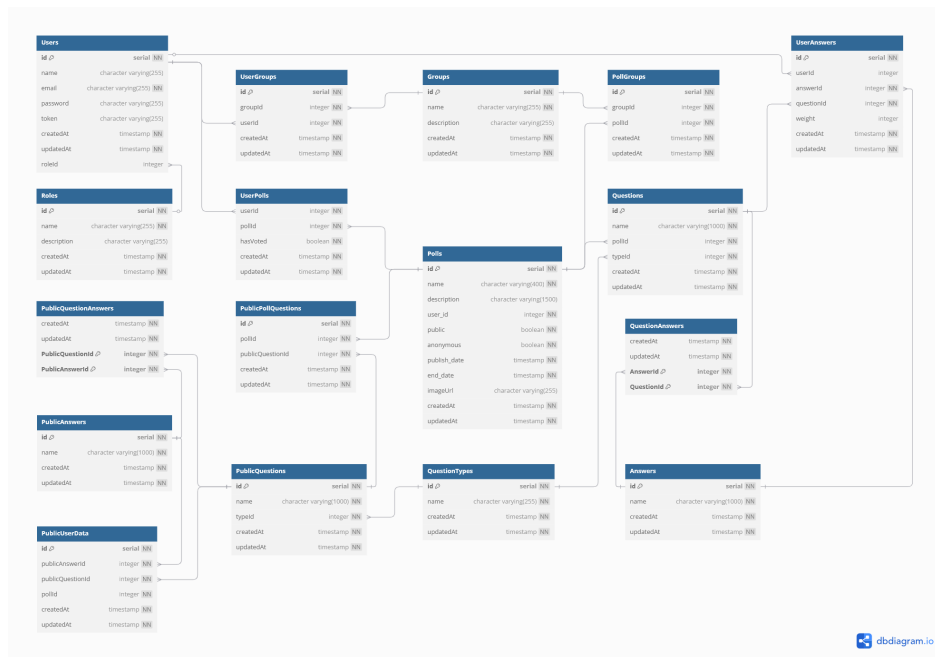 Users
id serial NN
name character varying(255)
email character varying(255) NN
password character varying(255)
token character varying(255)
createdAt timestamp NN
updatedAt timestamp NN
roleId integer
UserGroups
id serial NN
groupId integer NN
userId integer NN
createdAt timestamp NN
updatedAt timestamp NN
Groups
id serial NN
name character varying(255) NN
description character varying(255)
createdAt timestamp NN
updatedAt timestamp NN
PollGroups
id serial NN
groupId integer NN
pollId integer NN
createdAt timestamp NN
updatedAt timestamp NN
UserAnswers
id serial NN
userId integer
answerId integer NN
questionId integer NN
weight integer
createdAt timestamp NN
updatedAt timestamp NN
Roles
id serial NN
name character varying(255) NN
description character varying(255)
createdAt timestamp NN
updatedAt timestamp NN
UserPolls
userId integer NN
pollId integer NN
hasVoted boolean NN
createdAt timestamp NN
updatedAt timestamp NN
Polls
id serial NN
name character varying(400) NN
description character varying(1500)
user_id integer NN
public boolean NN
anonymous boolean NN
publish_date timestamp NN
end_date timestamp NN
imageUrl character varying(255)
createdAt timestamp NN
updatedAt timestamp NN
Questions
id serial NN
name character varying(1000) NN
pollId integer NN
typeId integer NN
createdAt timestamp NN
updatedAt timestamp NN
PublicQuestionAnswers
createdAt timestamp NN
updatedAt timestamp NN
PublicQuestionId integer NN
PublicAnswerId integer NN
PublicPollQuestions
id serial NN
pollId integer NN
publicQuestionId integer NN
createdAt timestamp NN
updatedAt timestamp NN
QuestionAnswers
createdAt timestamp NN
updatedAt timestamp NN
AnswerId integer NN
QuestionId integer NN
PublicAnswers
id serial NN
name character varying(1000) NN
createdAt timestamp NN
updatedAt timestamp NN
PublicQuestions
id serial NN
name character varying(1000) NN
typeId integer NN
createdAt timestamp NN
updatedAt timestamp NN
QuestionTypes
id serial NN
name character varying(255) NN
createdAt timestamp NN
updatedAt timestamp NN
Answers
id serial NN
name character varying(1000) NN
createdAt timestamp NN
updatedAt timestamp NN
PublicUserData
id serial NN
publicAnswerId integer NN
publicQuestionId integer NN
pollId integer NN
createdAt timestamp NN
updatedAt timestamp NN
dbdiagram.io